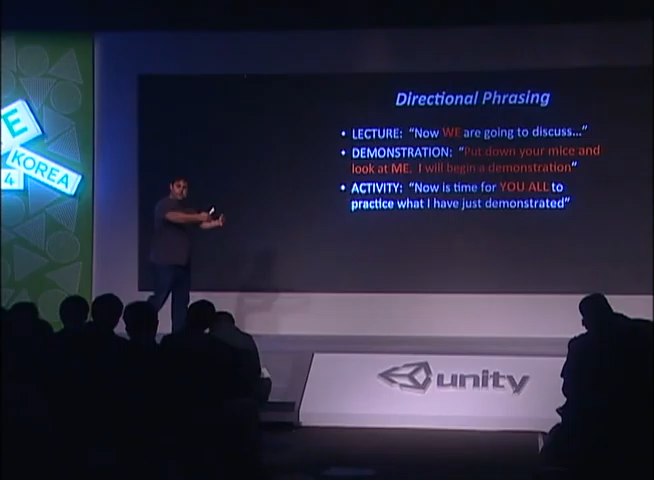 Directional Phrasing
• LECTURE: "Now WE are going to discuss..."
• DEMONSTRATION: "Put down your mice and
look at ME. I will begin a demonstration"
• ACTIVITY: "Now is time for YOU ALL to
practice what I have just demonstrated"
E
KOREA
4
unity